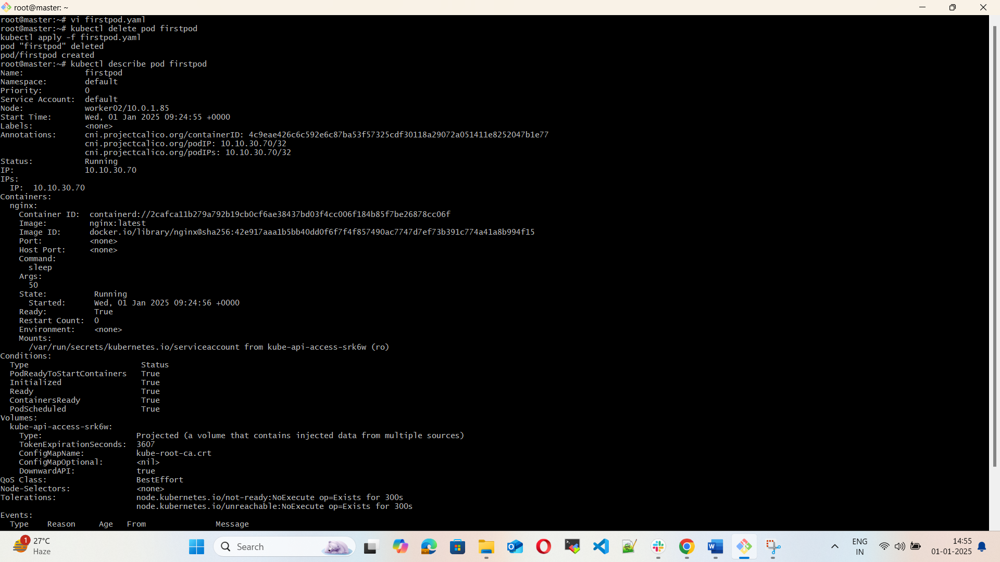 root@master: ~
root@master:~# vi firstpod.yaml
root@master:~# kubectl delete pod firstpod
kubectl apply -f firstpod.yaml
pod "firstpod" deleted
pod/firstpod created
root@master:~# kubectl describe pod firstpod
Name:             firstpod
Namespace:        default
Priority:         0
Service Account:  default
Node:             worker02/10.0.1.85
Start Time:       Wed, 01 Jan 2025 09:24:55 +0000
Labels:           <none>
Annotations:      cni.projectcalico.org/containerID: 4c9eae426c6c592e6c87ba53f57325cdf30118a29072a051411e8252047b1e77
                  cni.projectcalico.org/podIP: 10.10.30.70/32
                  cni.projectcalico.org/podIPs: 10.10.30.70/32
Status:           Running
IP:               10.10.30.70
IPs:
  IP:  10.10.30.70
Containers:
  nginx:
    Container ID:  containerd://2cafca11b279a792b19cb0cf6ae38437bd03f4cc006f184b85f7be26878cc06f
    Image:         nginx:latest
    Image ID:      docker.io/library/nginx@sha256:42e917aaa1b5bb40dd0f6f7f4f857490ac7747d7ef73b391c774a41a8b994f15
    Port:          <none>
    Host Port:     <none>
    Command:
      sleep
    Args:
      50
    State:          Running
      Started:      Wed, 01 Jan 2025 09:24:56 +0000
    Ready:          True
    Restart Count:  0
    Environment:    <none>
    Mounts:
      /var/run/secrets/kubernetes.io/serviceaccount from kube-api-access-srk6w (ro)
Conditions:
  Type                        Status
  PodReadyToStartContainers   True
  Initialized                 True
  Ready                       True
  ContainersReady             True
  PodScheduled                True
Volumes:
  kube-api-access-srk6w:
    Type:                    Projected (a volume that contains injected data from multiple sources)
    TokenExpirationSeconds:  3607
    ConfigMapName:           kube-root-ca.crt
    ConfigMapOptional:       <nil>
    DownwardAPI:             true
QoS Class:                   BestEffort
Node-Selectors:              <none>
Tolerations:                 node.kubernetes.io/not-ready:NoExecute op=Exists for 300s
                             node.kubernetes.io/unreachable:NoExecute op=Exists for 300s
Events:
  Type    Reason     Age   From               Message
1
27°C
Haze
Search
ENG
IN
14:55
01-01-2025